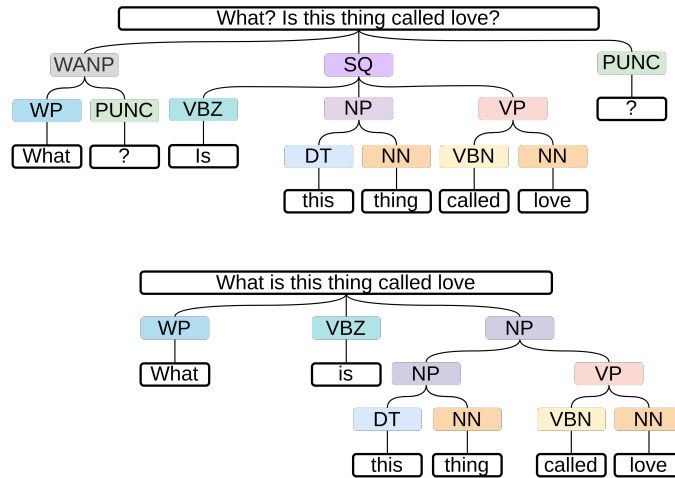 What? Is this thing called love?
WANP SQ PUNC
WP PUNC VBZ NP VP ?
What ? Is DT NN VBN NN
this thing called love
What is this thing called love
WP VBZ NP
What is NP VP
DT NN VBN NN
this thing called love